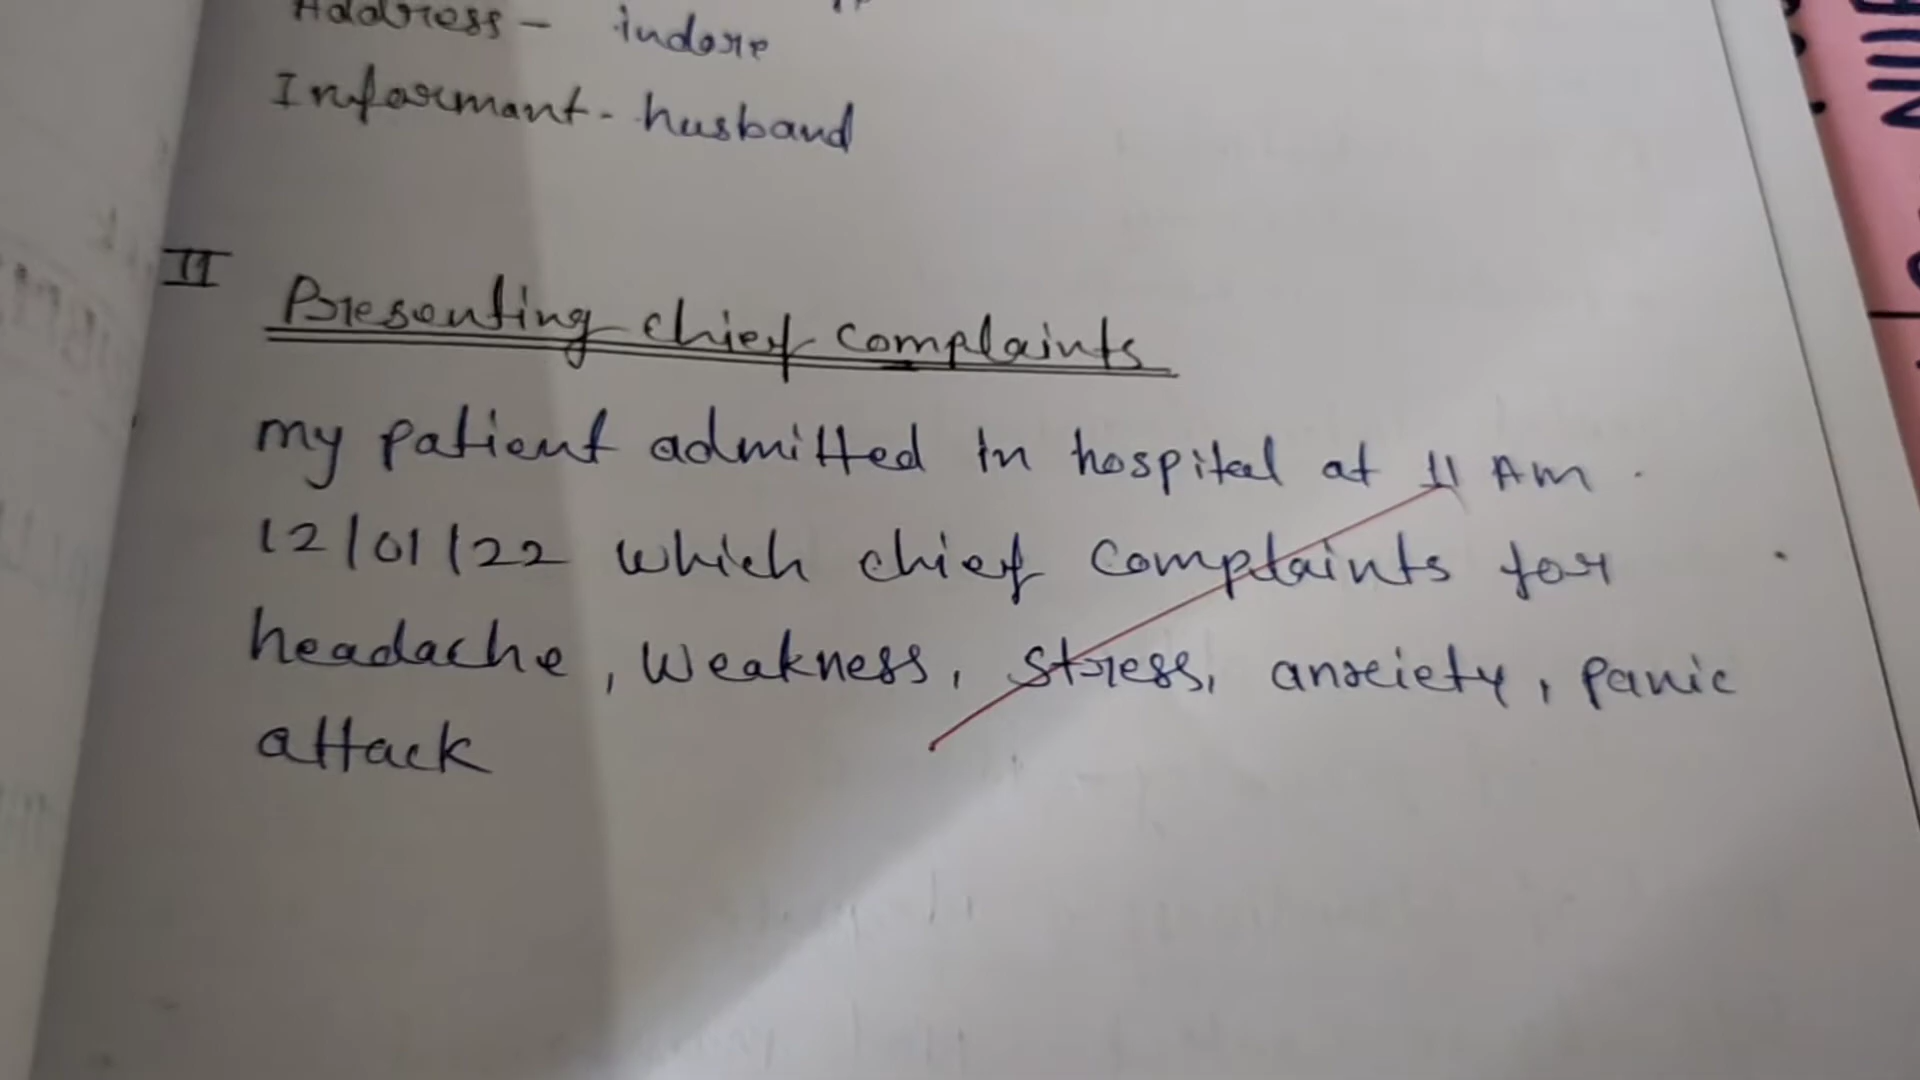 Address - indore
Informant - husband
II
Presenting chief complaints
my patient admitted in hospital at 11 AM
12/01/22 which chief complaints for
headache, weakness, stress, anxiety, panic
attack